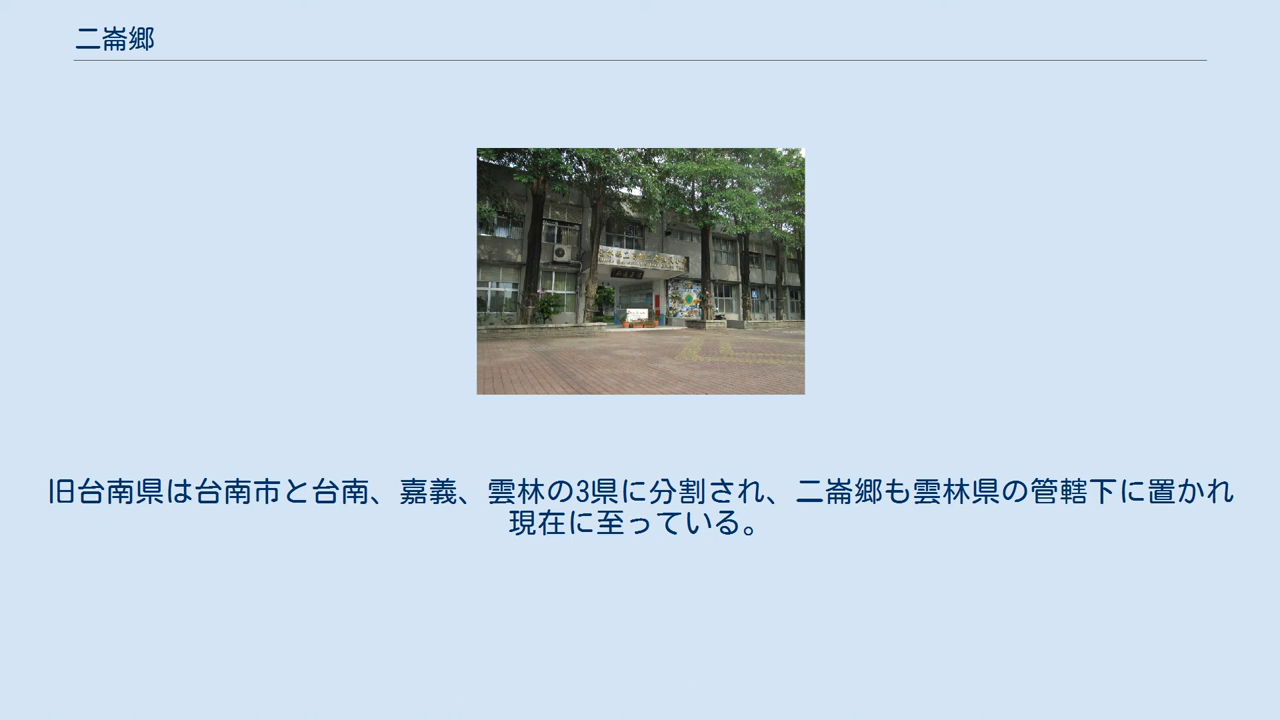 二崙郷
旧台南県は台南市と台南、嘉義、雲林の3県に分割され、二崙郷も雲林県の管轄下に置かれ
現在に至っている。